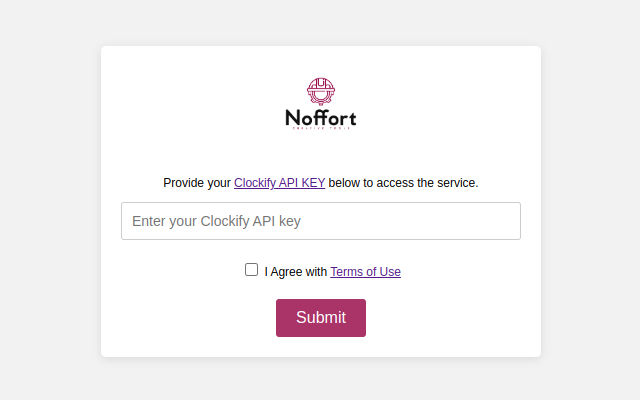 Noffort
CREATIVE TOOLS
Provide your Clockify API KEY below to access the service.
Enter your Clockify API key
I Agree with Terms of Use
Submit